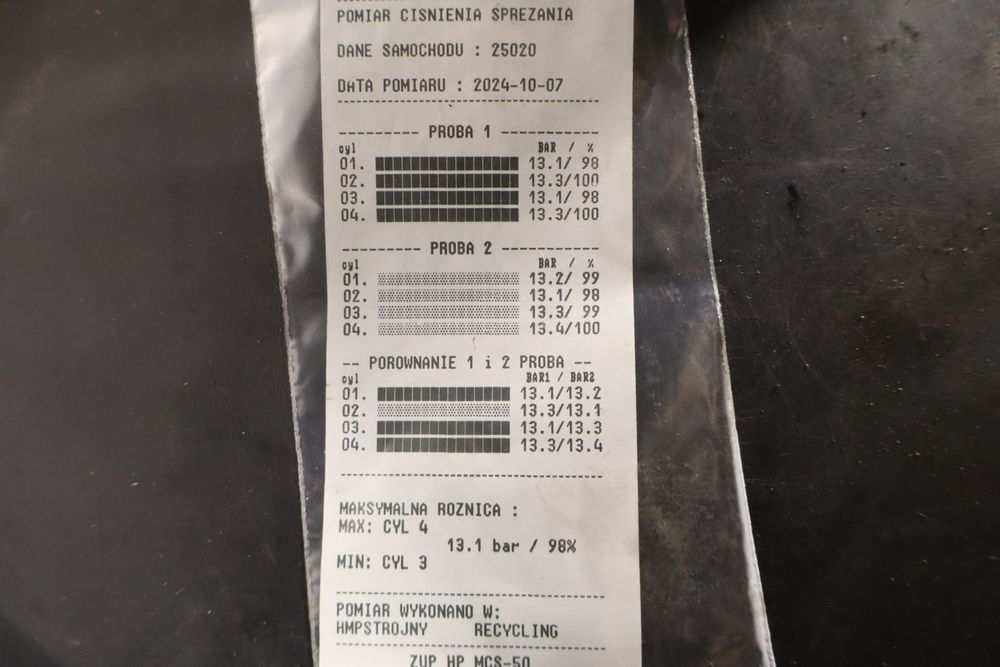 POMIAR CISNIENIA SPREZANIA
DANE SAMOCHODU : 25020
DATA POMIARU : 2024-10-07
--------- PROBA 1 -----------
cyl BAR / %
01. 13.1/ 98
02. 13.3/100
03. 13.1/ 98
04. 13.3/100
--------- PROBA 2 -----------
cyl BAR / %
01. 13.2/ 99
02. 13.1/ 98
03. 13.3/ 99
04. 13.4/100
-- POROWNANIE 1 i 2 PROBA --
cyl BAR1 / BAR2
01. 13.1/13.2
02. 13.3/13.1
03. 13.1/13.3
04. 13.3/13.4
MAKSYMALNA ROZNICA :
MAX: CYL 4
13.1 bar / 98%
MIN: CYL 3
POMIAR WYKONANO W:
HMPSTROJNY RECYCLING
ZUP HP MCS-50